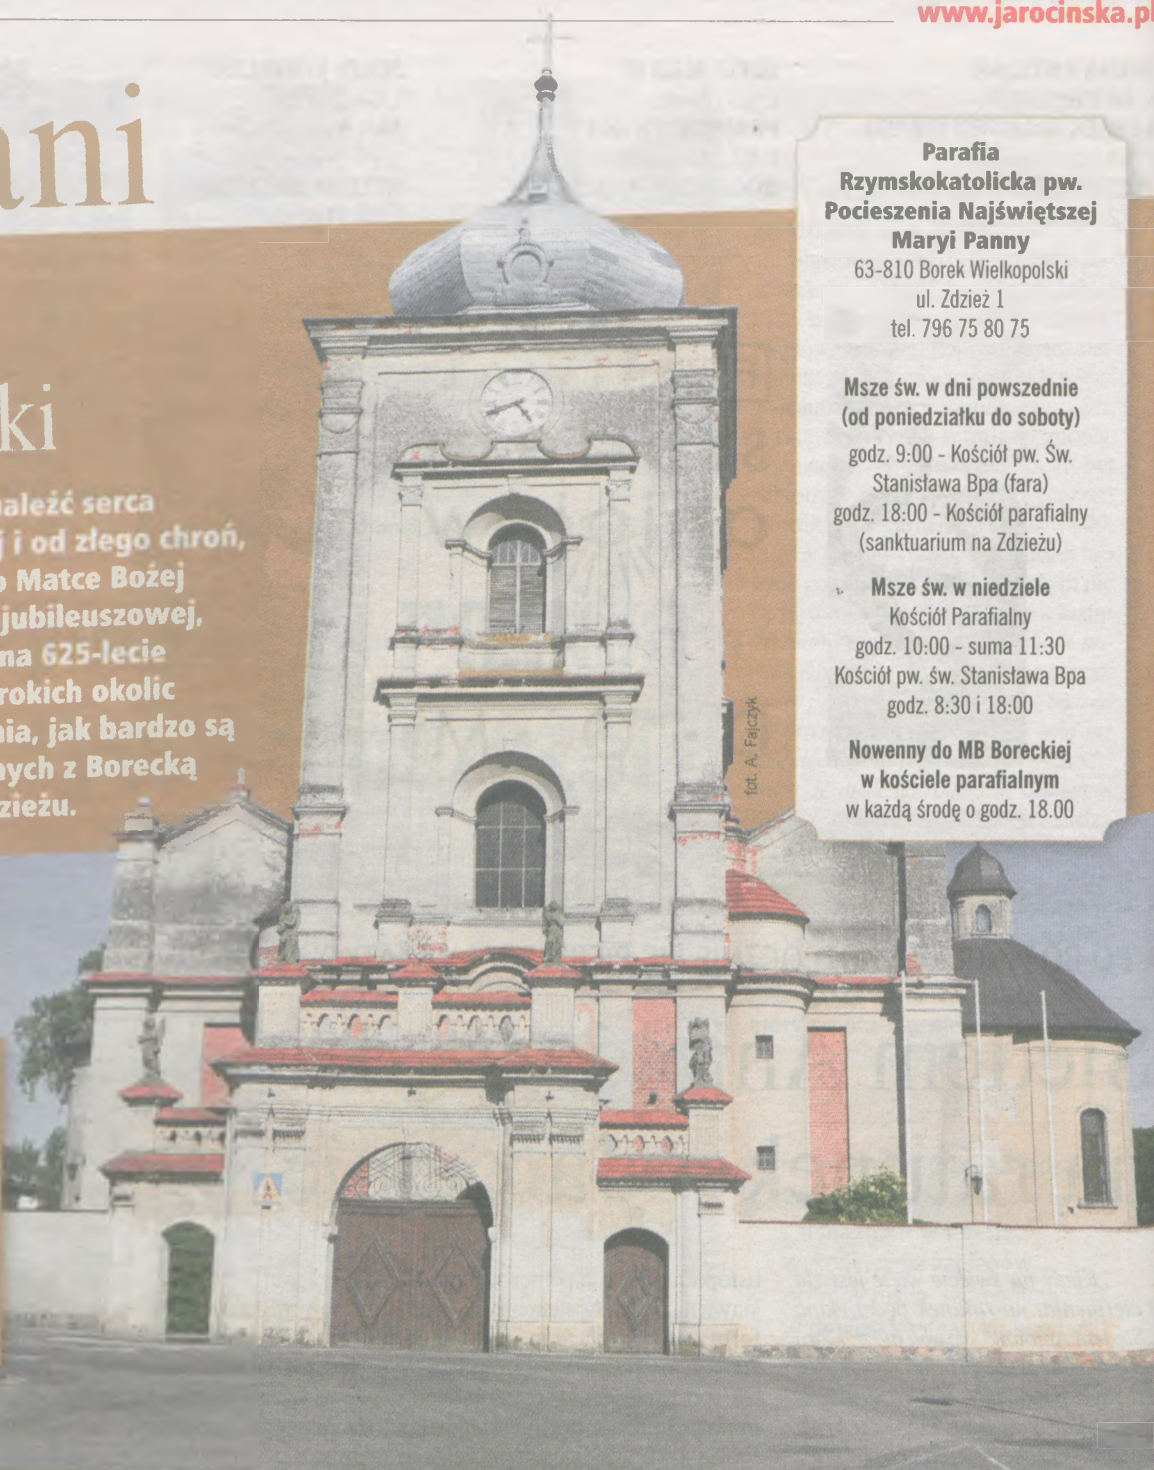 www.jarocinska.pl
ani
ki
aleźć serca
j i od złego chroń,
o Matce Bożej
jubileuszowej,
na 625-lecie
rokich okolic
nia, jak bardzo są
nych z Borecką
zieżu.
fot. A. Fajczyk
Parafia
Rzymskokatolicka pw.
Pocieszenia Najświętszej
Maryi Panny
63-810 Borek Wielkopolski
ul. Zdzież 1
tel. 796 75 80 75
Msze św. w dni powszednie
(od poniedziałku do soboty)
godz. 9:00 - Kościół pw. Św.
Stanisława Bpa (fara)
godz. 18:00 - Kościół parafialny
(sanktuarium na Zdzieżu)
Msze św. w niedziele
Kościół Parafialny
godz. 10:00 - suma 11:30
Kościół pw. św. Stanisława Bpa
godz. 8:30 i 18:00
Nowenny do MB Boreckiej
w kościele parafialnym
w każdą środę o godz. 18.00